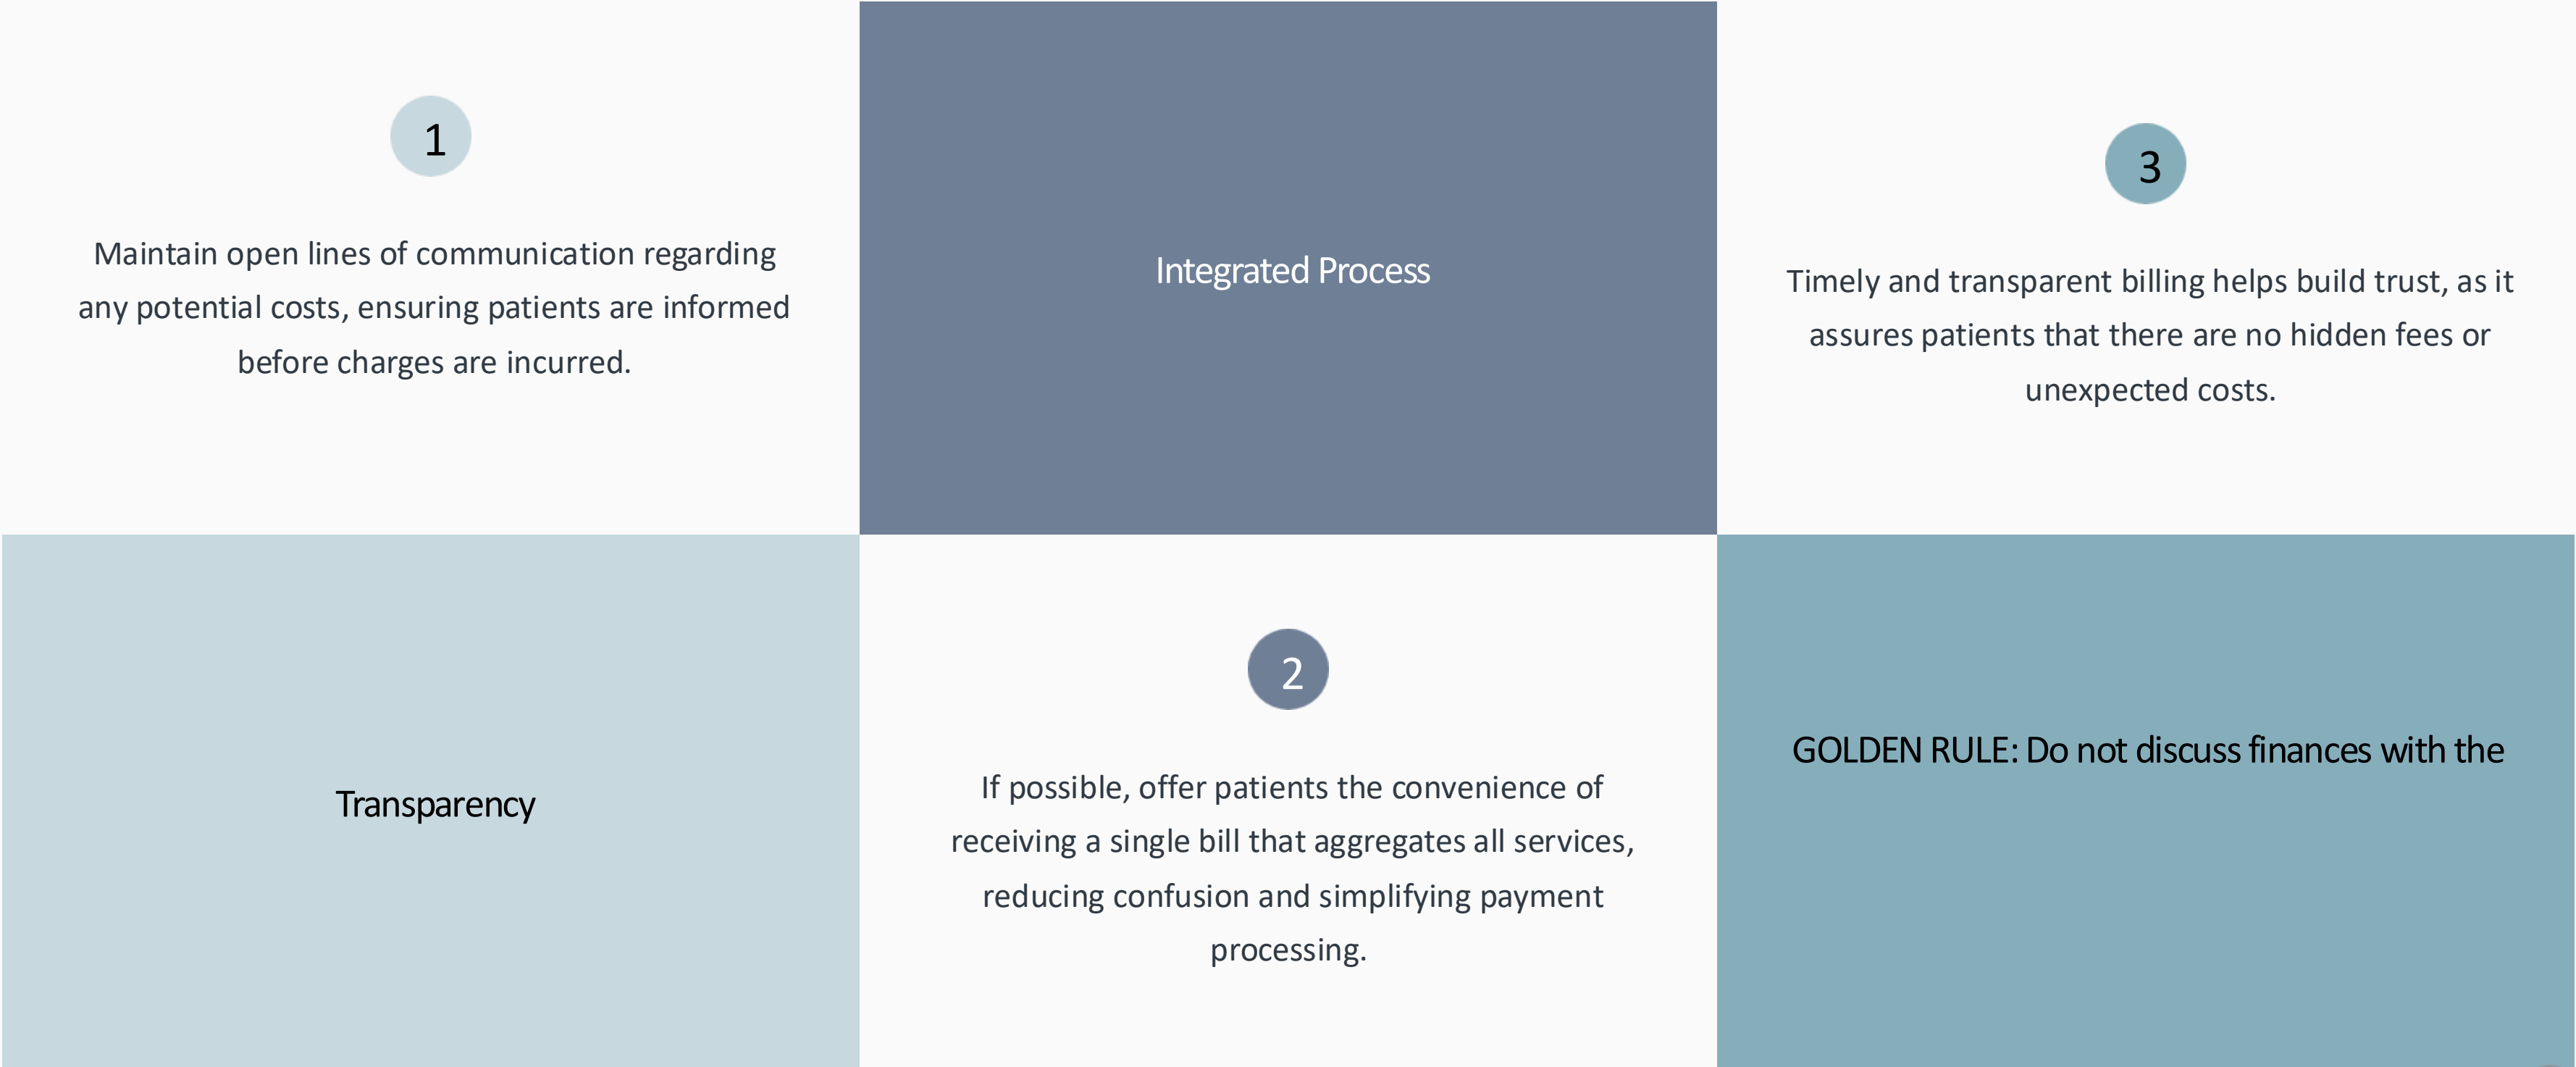 1
Maintain open lines of communication regarding
any potential costs, ensuring patients are informed
before charges are incurred.
Transparency
Integrated Process
2
If possible, offer patients the convenience of
receiving a single bill that aggregates all services,
reducing confusion and simplifying payment
processing.
3
Timely and transparent billing helps build trust, as it
assures patients that there are no hidden fees or
unexpected costs.
GOLDEN RULE: Do not discuss finances with the